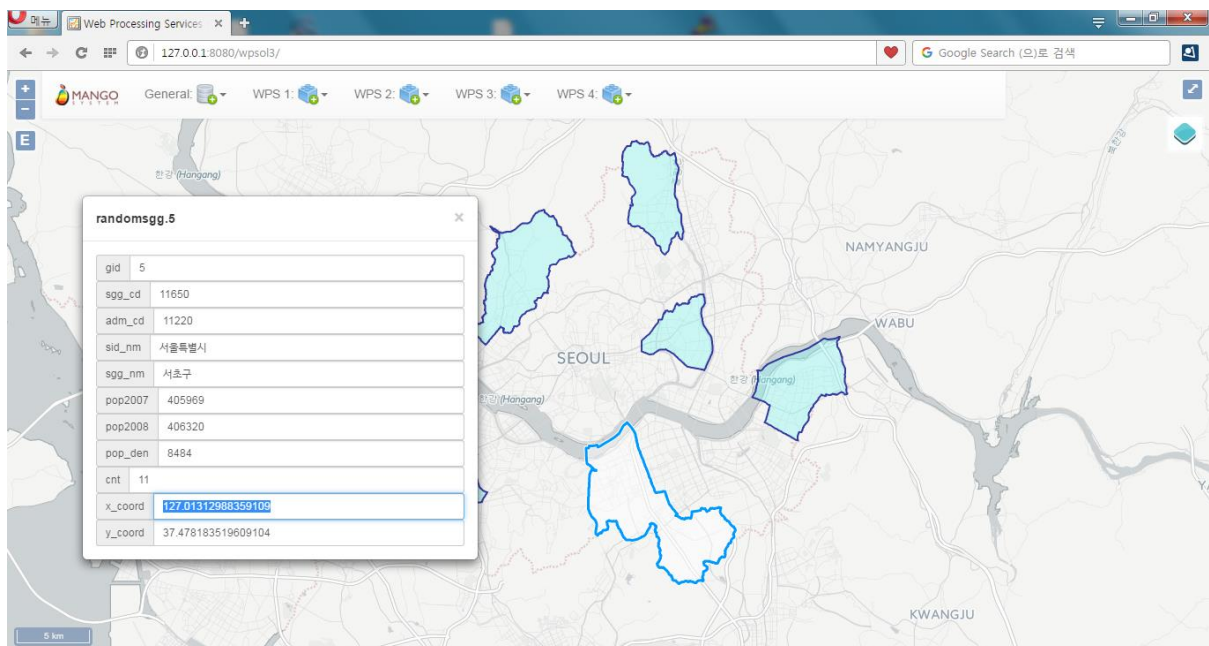 메뉴 Web Processing Services × +
127.0.0.1:8080/wpsol3/ Google Search (으)로 검색
+ MANGO SYSTEM General: WPS 1: WPS 2: WPS 3: WPS 4:
−
E
북한강
한강 (Hangang)
randomsgg.5 ×
NAMYANGJU
gid 5
sgg_cd 11650
adm_cd 11220
WABU
sid_nm 서울특별시
SEOUL
sgg_nm 서초구
한강 (Hangang)
pop2007 405969
한강 (Hangang)
pop2008 406320
pop_den 8484
cnt 11
x_coord 127.01312988359109
y_coord 37.478183519609104
KWANGJU
5 km